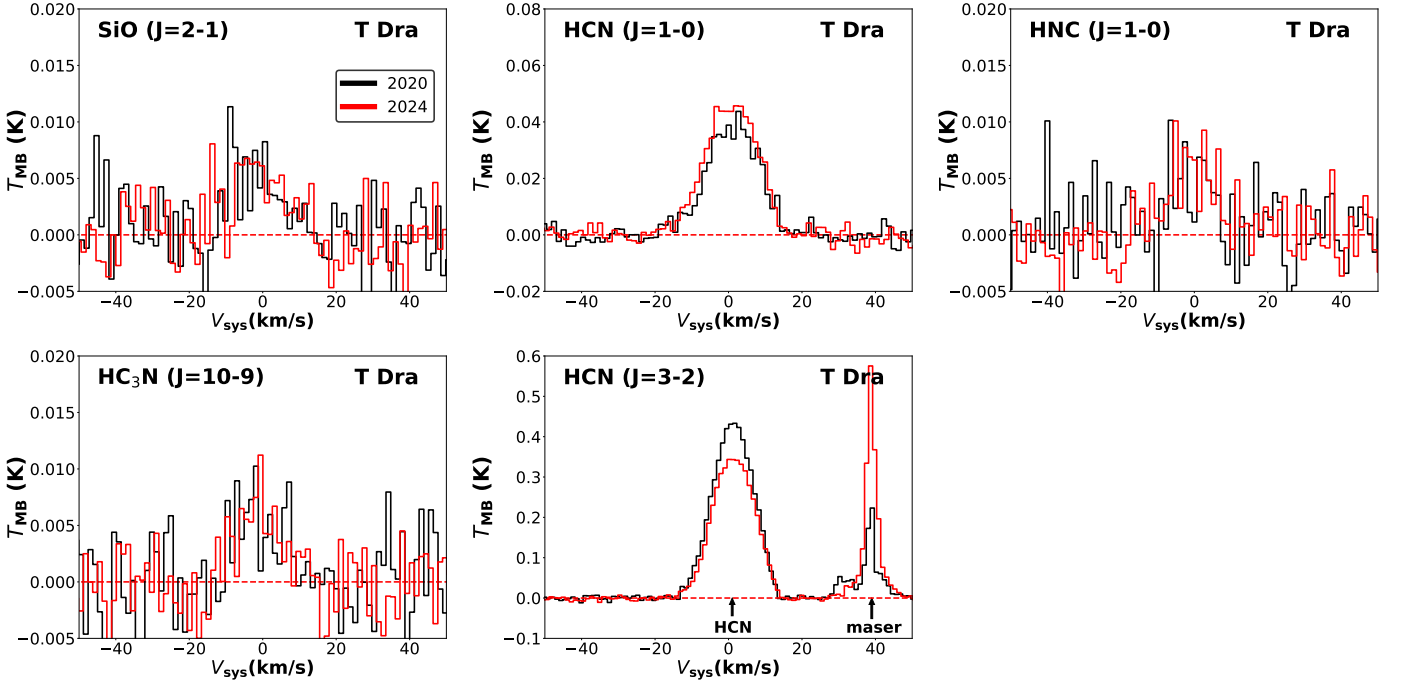 SiO (J=2-1) T Dra
2020
2024
0.020
0.015
0.010
0.005
0.000
−0.005
T_MB (K)
−40 −20 0 20 40
V_sys(km/s)
HCN (J=1-0) T Dra
0.08
0.06
0.04
0.02
0.00
−0.02
T_MB (K)
−40 −20 0 20 40
V_sys(km/s)
HNC (J=1-0) T Dra
0.020
0.015
0.010
0.005
0.000
−0.005
T_MB (K)
−40 −20 0 20 40
V_sys(km/s)
HC₃N (J=10-9) T Dra
0.020
0.015
0.010
0.005
0.000
−0.005
T_MB (K)
−40 −20 0 20 40
V_sys(km/s)
HCN (J=3-2) T Dra
0.6
0.5
0.4
0.3
0.2
0.1
0.0
−0.1
T_MB (K)
HCN maser
−40 −20 0 20 40
V_sys(km/s)